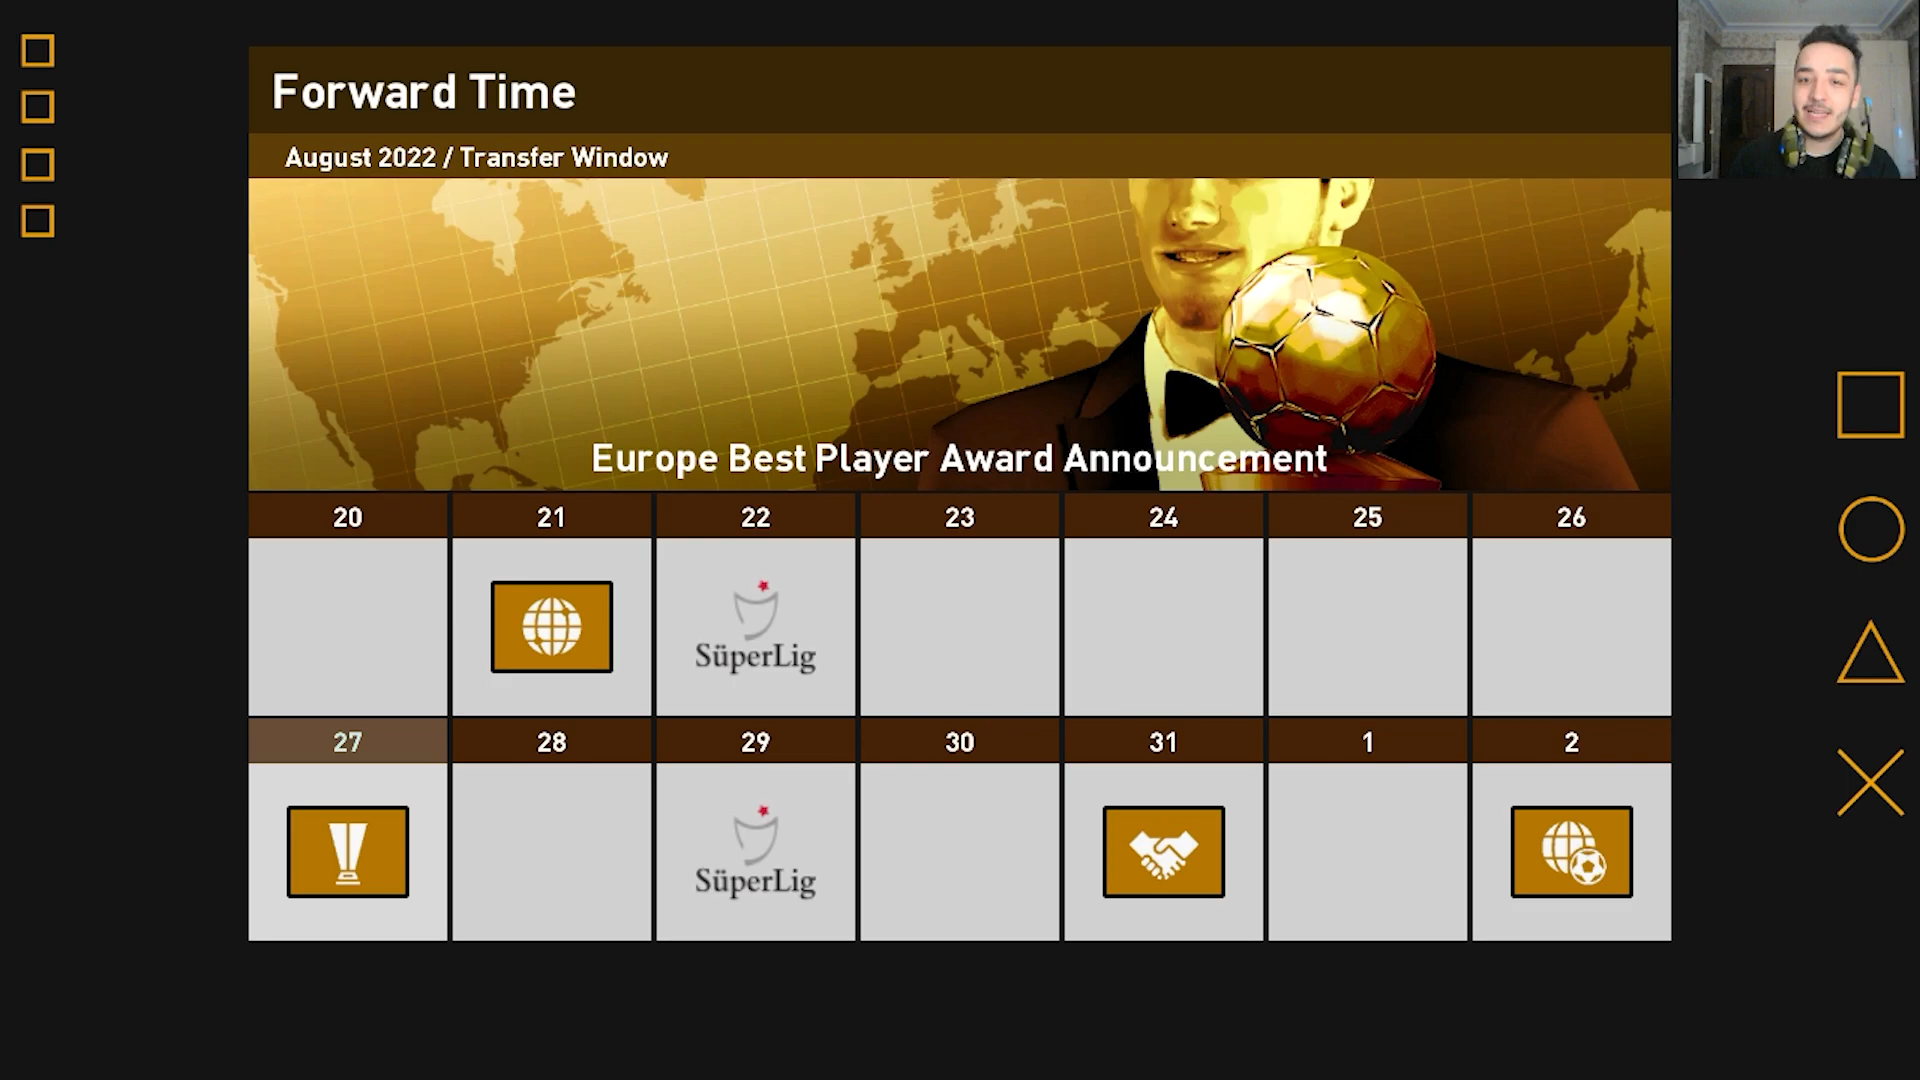 Forward Time
August 2022 / Transfer Window
Europe Best Player Award Announcement
20 21 22 23 24 25 26
SüperLig
27 28 29 30 31 1 2
SüperLig